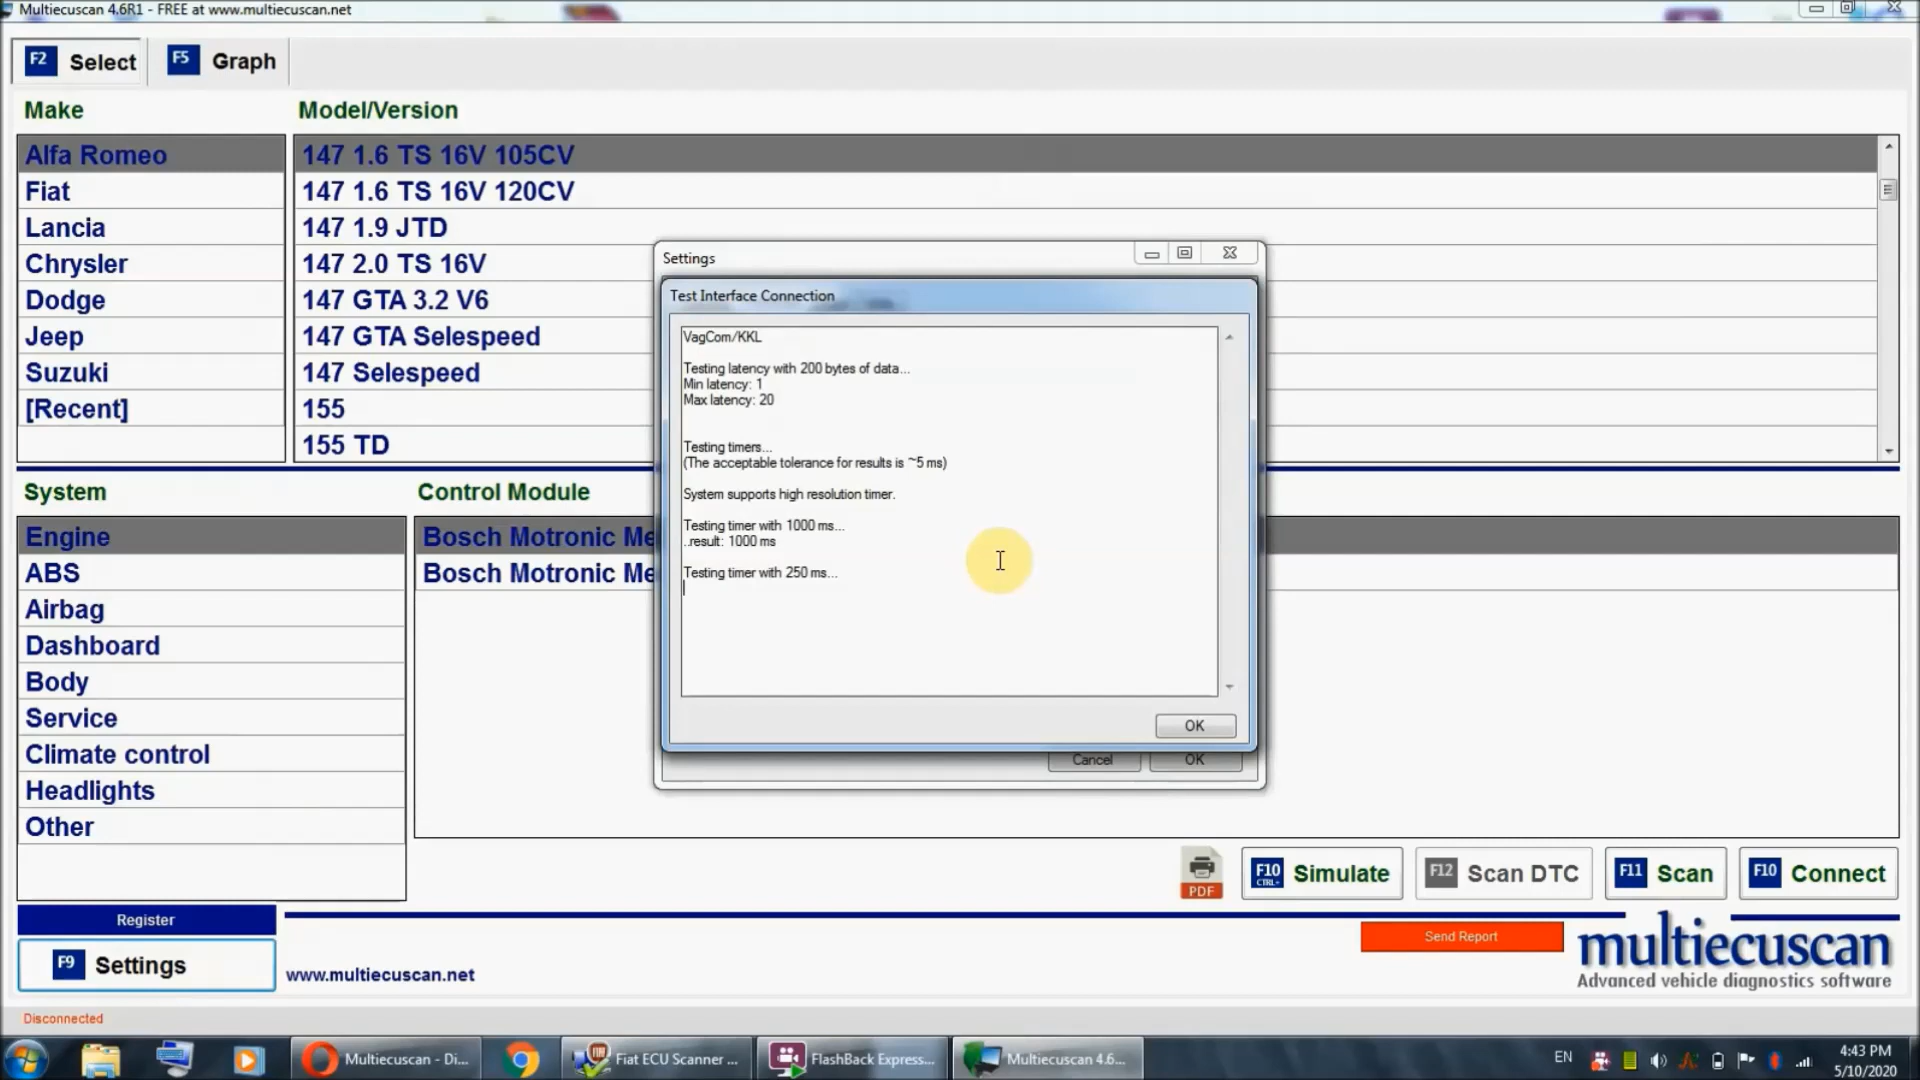 Multiecuscan 4.6R1 - FREE at www.multiecuscan.net
F2 Select
F5 Graph
Make
Model/Version
Alfa Romeo
Fiat
Lancia
Chrysler
Dodge
Jeep
Suzuki
[Recent]
147 1.6 TS 16V 105CV
147 1.6 TS 16V 120CV
147 1.9 JTD
147 2.0 TS 16V
147 GTA 3.2 V6
147 GTA Selespeed
147 Selespeed
155
155 TD
Settings
Test Interface Connection
VagCom/KKL
Testing latency with 200 bytes of data...
Min latency: 1
Max latency: 20
Testing timers...
(The acceptable tolerance for results is ~5 ms)
System supports high resolution timer.
Testing timer with 1000 ms...
..result: 1000 ms
Testing timer with 250 ms...
OK
Cancel
OK
System
Control Module
Engine
ABS
Airbag
Dashboard
Body
Service
Climate control
Headlights
Other
Bosch Motronic Me
Bosch Motronic Me
PDF
F10 CTRL+ Simulate
F12 Scan DTC
F11 Scan
F10 Connect
Register
F9 Settings
www.multiecuscan.net
Send Report
multiecuscan
Advanced vehicle diagnostics software
Disconnected
Multiecuscan - Di...
Fiat ECU Scanner ...
FlashBack Express...
Multiecuscan 4.6...
EN
4:43 PM
5/10/2020